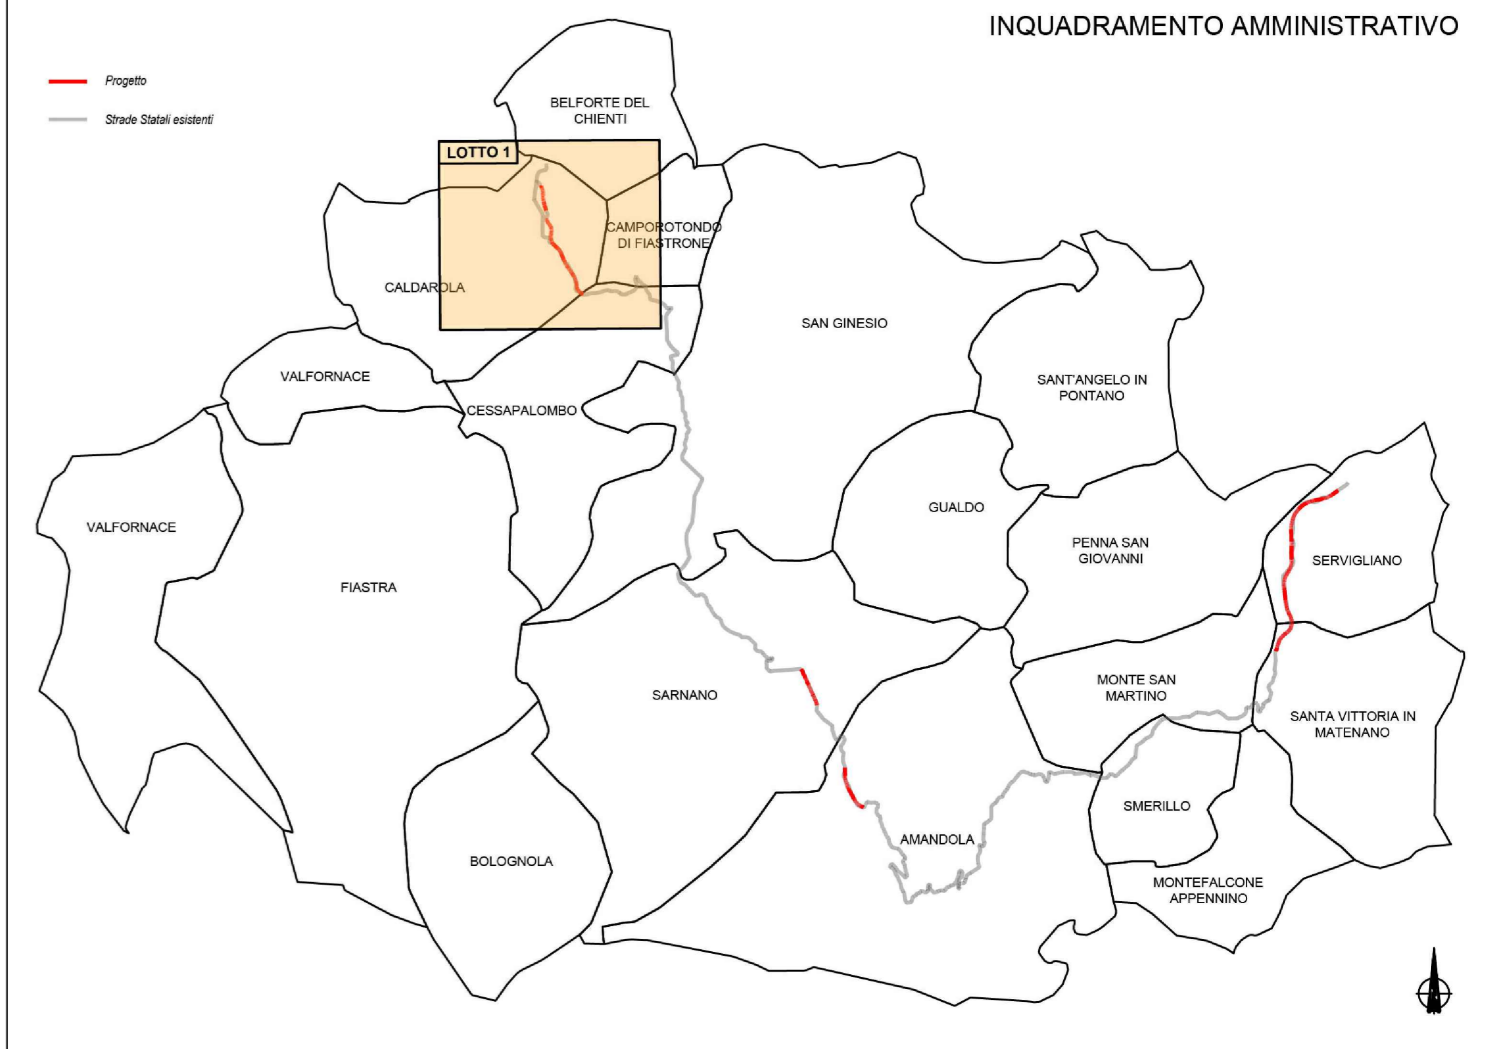 INQUADRAMENTO AMMINISTRATIVO
Progetto
Strade Statali esistenti
BELFORTE DEL
CHIENTI
LOTTO 1
CAMPOROTONDO
DI FIASTRONE
CALDAROLA
SAN GINESIO
VALFORNACE
SANT'ANGELO IN
PONTANO
CESSAPALOMBO
GUALDO
VALFORNACE
PENNA SAN
GIOVANNI
SERVIGLIANO
FIASTRA
MONTE SAN
MARTINO
SARNANO
SANTA VITTORIA IN
MATENANO
SMERILLO
AMANDOLA
BOLOGNOLA
MONTEFALCONE
APPENNINO